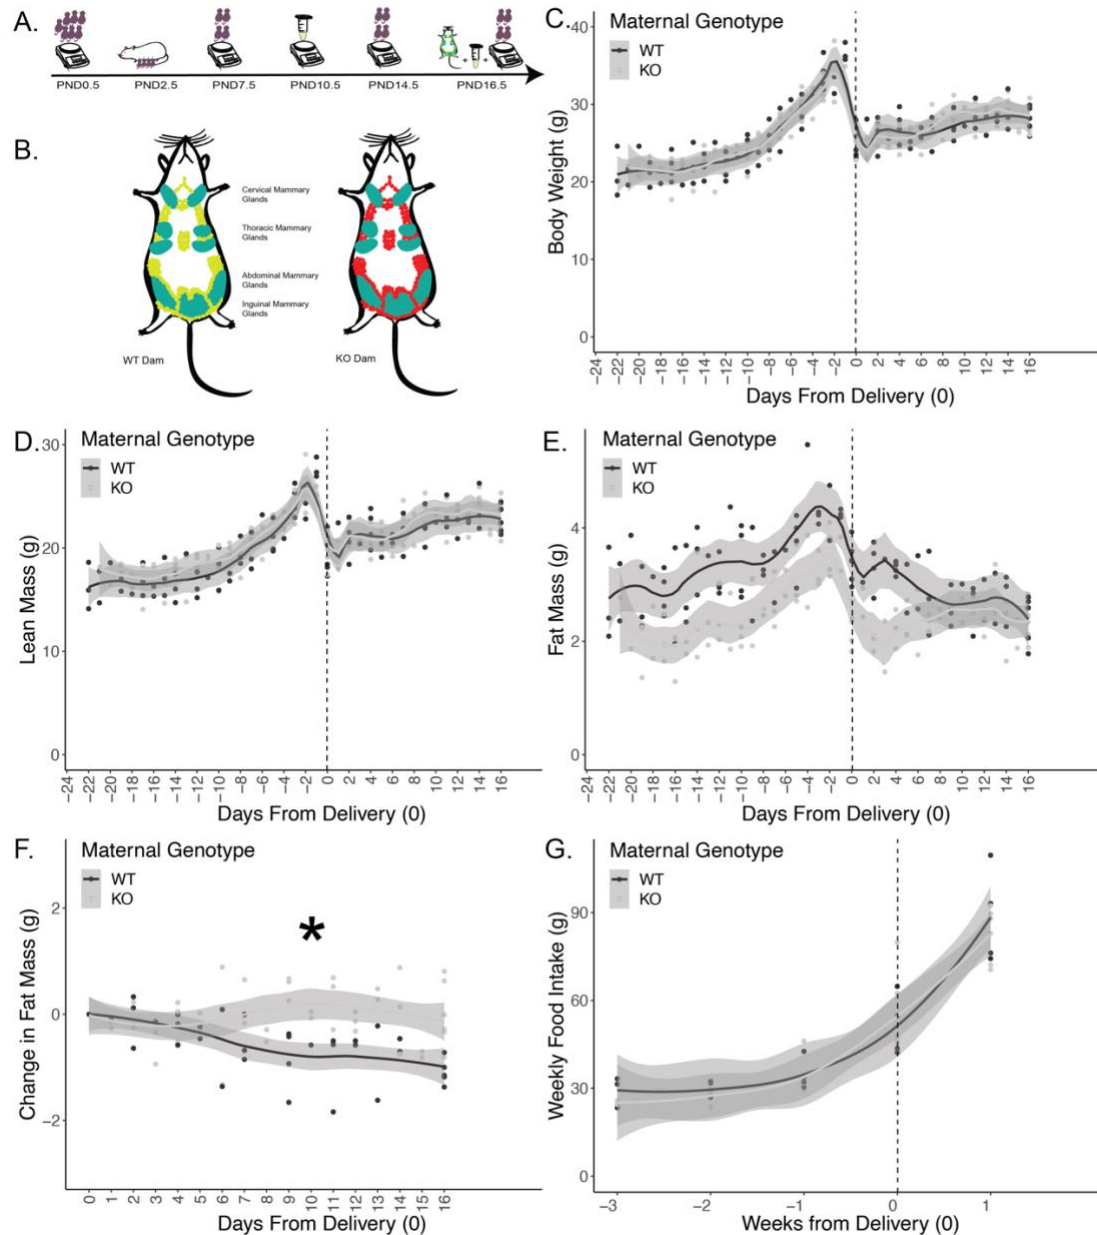 A.
PND0.5 PND2.5 PND7.5 PND10.5 PND14.5 PND16.5
B.
Cervical Mammary
Glands
Thoracic Mammary
Glands
Abdominal Mammary
Glands
Inguinal Mammary
Glands
WT Dam
KO Dam
C.
Maternal Genotype
WT
KO
Body Weight (g)
40
30
20
10
0
−24 −22 −20 −18 −16 −14 −12 −10 −8 −6 −4 −2 0 2 4 6 8 10 12 14 16
Days From Delivery (0)
D.
Maternal Genotype
WT
KO
Lean Mass (g)
30
20
10
0
−24 −22 −20 −18 −16 −14 −12 −10 −8 −6 −4 −2 0 2 4 6 8 10 12 14 16
Days From Delivery (0)
E.
Maternal Genotype
WT
KO
Fat Mass (g)
4
2
0
−24 −22 −20 −18 −16 −14 −12 −10 −8 −6 −4 −2 0 2 4 6 8 10 12 14 16
Days From Delivery (0)
F.
Maternal Genotype
WT
KO
*
Change in Fat Mass (g)
2
0
−2
0 1 2 3 4 5 6 7 8 9 10 11 12 13 14 15 16
Days From Delivery (0)
G.
Maternal Genotype
WT
KO
Weekly Food Intake (g)
90
60
30
0
−3 −2 −1 0 1
Weeks from Delivery (0)